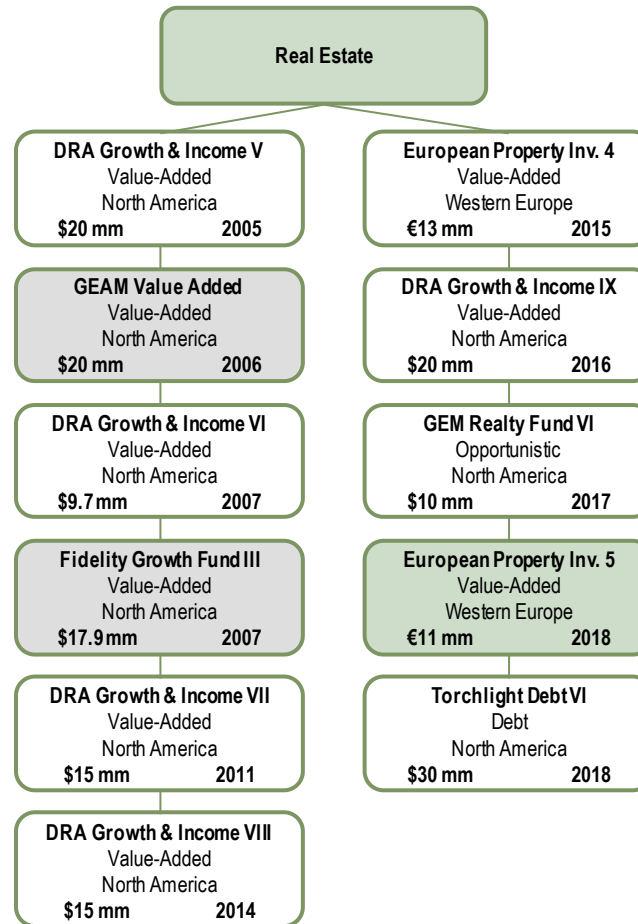 Real Estate
DRA Growth & Income V
Value-Added
North America
$20 mm 2005
GEAM Value Added
Value-Added
North America
$20 mm 2006
DRA Growth & Income VI
Value-Added
North America
$9.7 mm 2007
Fidelity Growth Fund III
Value-Added
North America
$17.9 mm 2007
DRA Growth & Income VII
Value-Added
North America
$15 mm 2011
DRA Growth & Income VIII
Value-Added
North America
$15 mm 2014
European Property Inv. 4
Value-Added
Western Europe
€13 mm 2015
DRA Growth & Income IX
Value-Added
North America
$20 mm 2016
GEM Realty Fund VI
Opportunistic
North America
$10 mm 2017
European Property Inv. 5
Value-Added
Western Europe
€11 mm 2018
Torchlight Debt VI
Debt
North America
$30 mm 2018